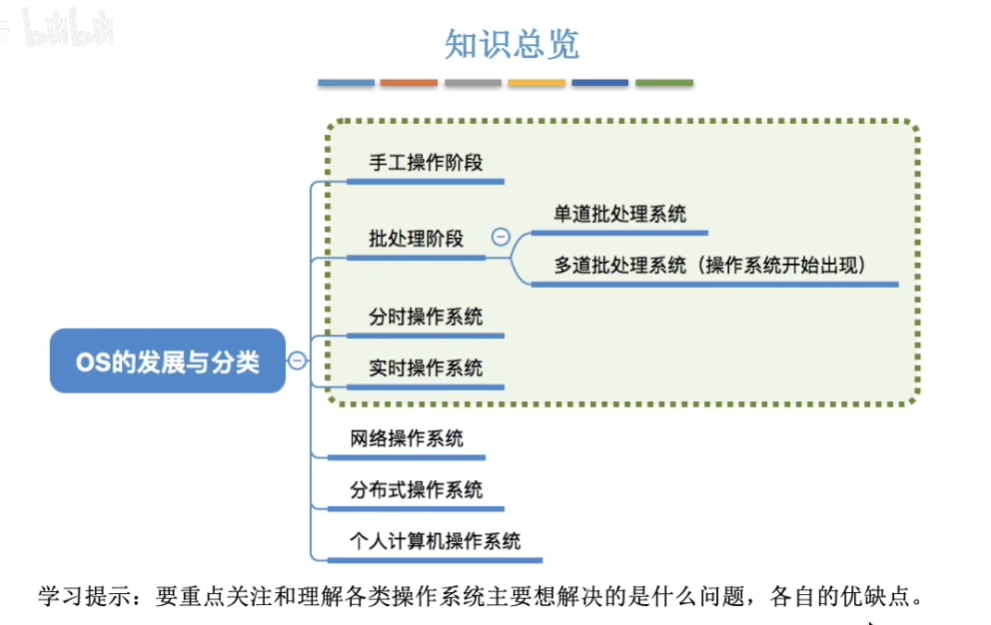 bilibili
知识总览
手工操作阶段
批处理阶段
单道批处理系统
多道批处理系统（操作系统开始出现）
分时操作系统
实时操作系统
OS的发展与分类
网络操作系统
分布式操作系统
个人计算机操作系统
学习提示：要重点关注和理解各类操作系统主要想解决的是什么问题，各自的优缺点。